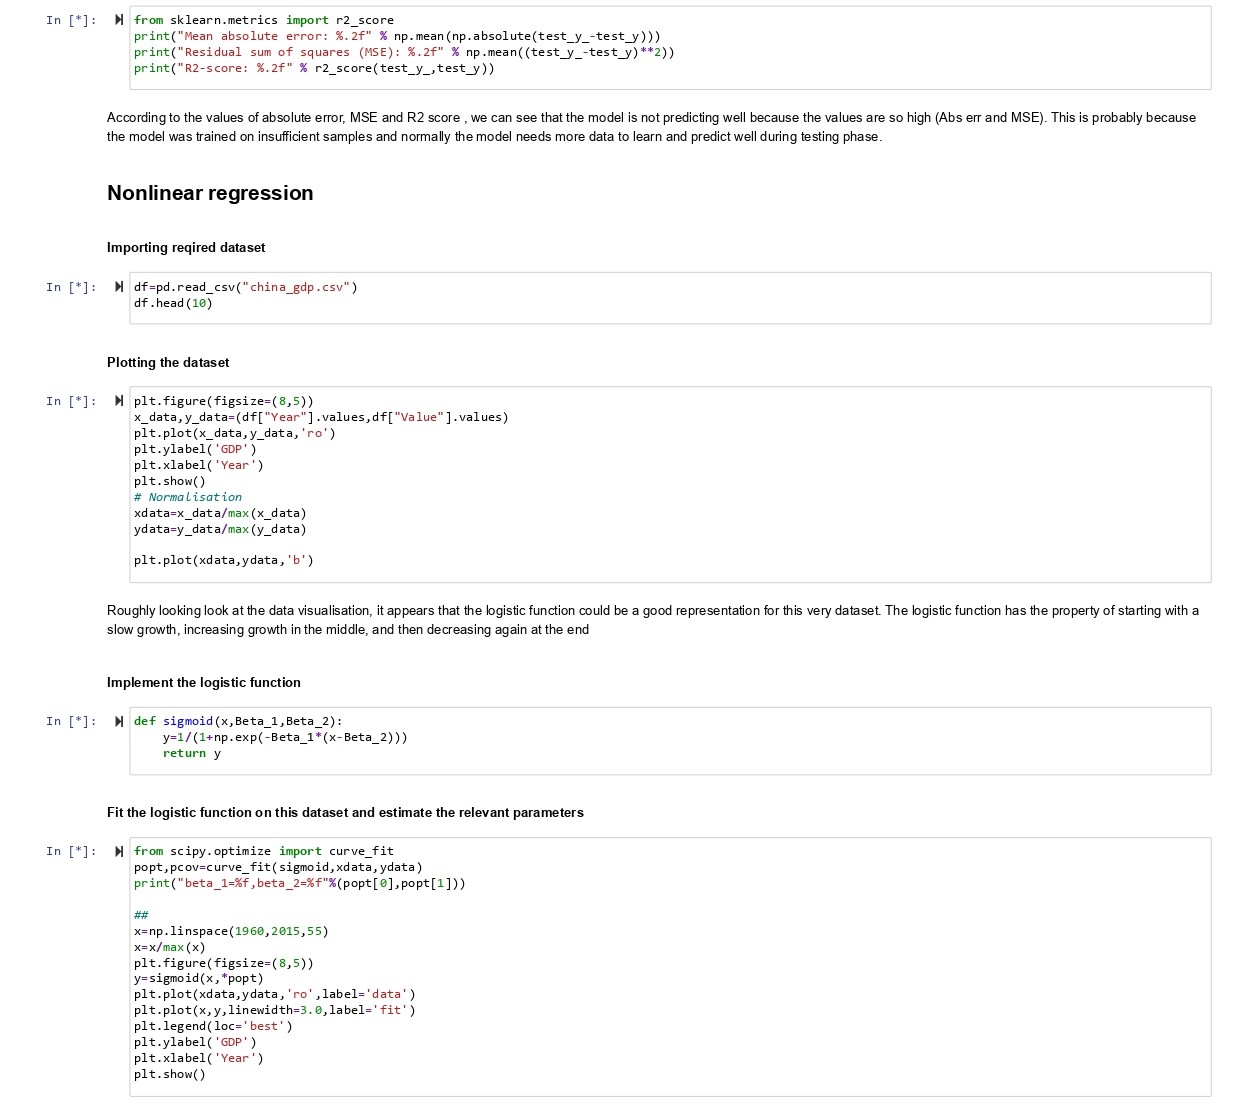 In [*]: from sklearn.metrics import r2_score
print("Mean absolute error: %.2f" % np.mean(np.absolute(test_y_-test_y)))
print("Residual sum of squares (MSE): %.2f" % np.mean((test_y_-test_y)**2))
print("R2-score: %.2f" % r2_score(test_y_,test_y))
According to the values of absolute error, MSE and R2 score , we can see that the model is not predicting well because the values are so high (Abs err and MSE). This is probably because
the model was trained on insufficient samples and normally the model needs more data to learn and predict well during testing phase.
Nonlinear regression
Importing reqired dataset
In [*]: df=pd.read_csv("china_gdp.csv")
df.head(10)
Plotting the dataset
In [*]: plt.figure(figsize=(8,5))
x_data,y_data=(df["Year"].values,df["Value"].values)
plt.plot(x_data,y_data,'ro')
plt.ylabel('GDP')
plt.xlabel('Year')
plt.show()
# Normalisation
xdata=x_data/max(x_data)
ydata=y_data/max(y_data)
plt.plot(xdata,ydata,'b')
Roughly looking look at the data visualisation, it appears that the logistic function could be a good representation for this very dataset. The logistic function has the property of starting with a
slow growth, increasing growth in the middle, and then decreasing again at the end
Implement the logistic function
In [*]: def sigmoid(x,Beta_1,Beta_2):
    y=1/(1+np.exp(-Beta_1*(x-Beta_2)))
    return y
Fit the logistic function on this dataset and estimate the relevant parameters
In [*]: from scipy.optimize import curve_fit
popt,pcov=curve_fit(sigmoid,xdata,ydata)
print("beta_1=%f,beta_2=%f"%(popt[0],popt[1]))
##
x=np.linspace(1960,2015,55)
x=x/max(x)
plt.figure(figsize=(8,5))
y=sigmoid(x,*popt)
plt.plot(xdata,ydata,'ro',label='data')
plt.plot(x,y,linewidth=3.0,label='fit')
plt.legend(loc='best')
plt.ylabel('GDP')
plt.xlabel('Year')
plt.show()